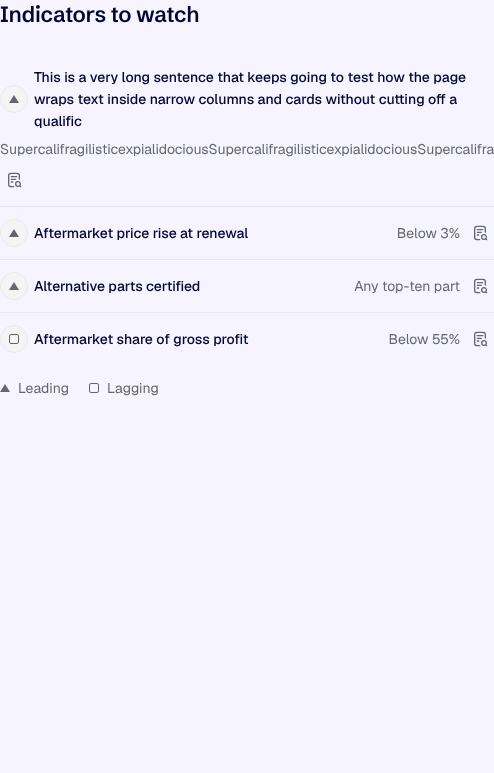 Indicators to watch
This is a very long sentence that keeps going to test how the page
wraps text inside narrow columns and cards without cutting off a
qualific
SupercalifragilisticexpialidociousSupercalifragilisticexpialidociousSupercalifra
Aftermarket price rise at renewal Below 3%
Alternative parts certified Any top-ten part
Aftermarket share of gross profit Below 55%
Leading Lagging